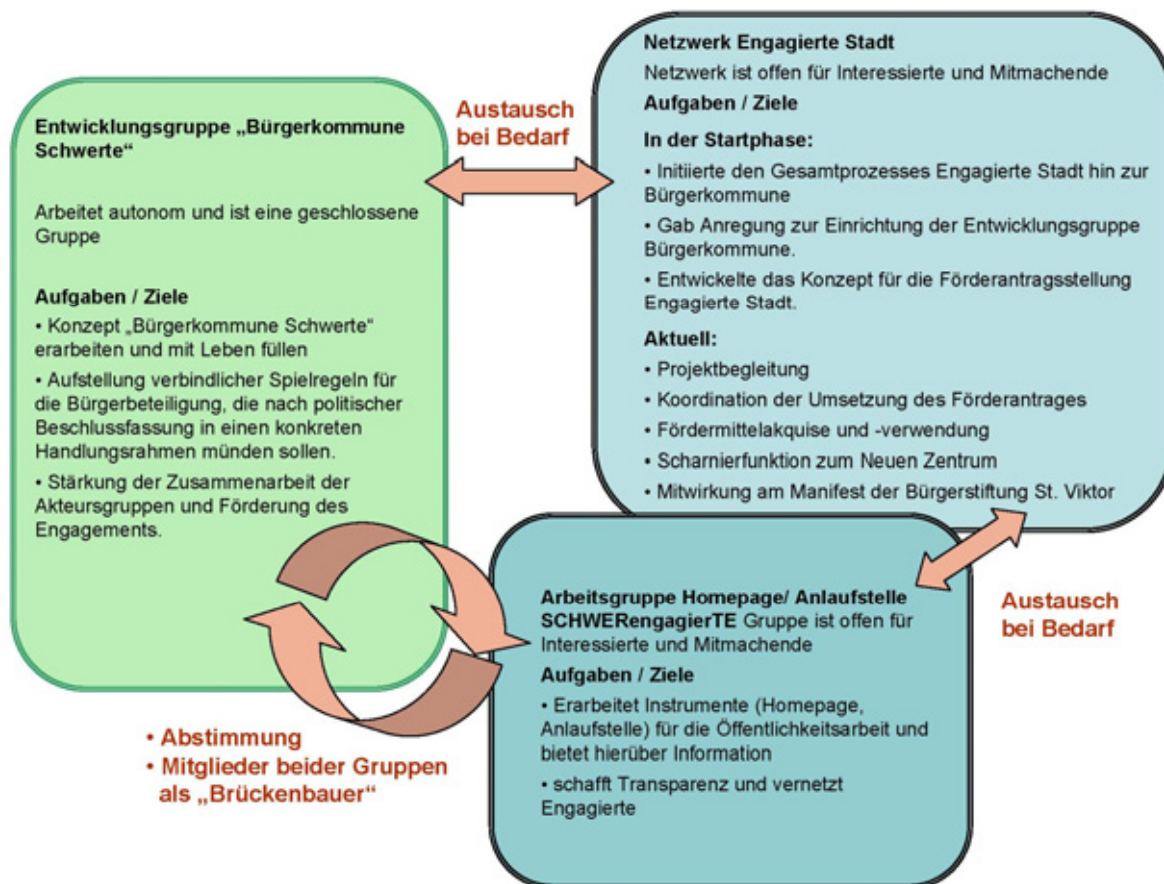 Entwicklungsgruppe „Bürgerkommune
Schwerte“
Arbeitet autonom und ist eine geschlossene
Gruppe
Aufgaben / Ziele
• Konzept „Bürgerkommune Schwerte“
erarbeiten und mit Leben füllen
• Aufstellung verbindlicher Spielregeln für
die Bürgerbeteiligung, die nach politischer
Beschlussfassung in einen konkreten
Handlungsrahmen münden sollen.
• Stärkung der Zusammenarbeit der
Akteursgruppen und Förderung des
Engagements.
Austausch
bei Bedarf
Netzwerk Engagierte Stadt
Netzwerk ist offen für Interessierte und Mitmachende
Aufgaben / Ziele
In der Startphase:
• Initiierte den Gesamtprozesses Engagierte Stadt hin zur
Bürgerkommune
• Gab Anregung zur Einrichtung der Entwicklungsgruppe
Bürgerkommune.
• Entwickelte das Konzept für die Förderantragsstellung
Engagierte Stadt.
Aktuell:
• Projektbegleitung
• Koordination der Umsetzung des Förderantrages
• Fördermittelakquise und -verwendung
• Scharnierfunktion zum Neuen Zentrum
• Mitwirkung am Manifest der Bürgerstiftung St. Viktor
Austausch
bei Bedarf
Arbeitsgruppe Homepage/ Anlaufstelle
SCHWERengagierTE Gruppe ist offen für
Interessierte und Mitmachende
Aufgaben / Ziele
• Erarbeitet Instrumente (Homepage,
Anlaufstelle) für die Öffentlichkeitsarbeit und
bietet hierüber Information
• schafft Transparenz und vernetzt
Engagierte
• Abstimmung
• Mitglieder beider Gruppen
als „Brückenbauer“